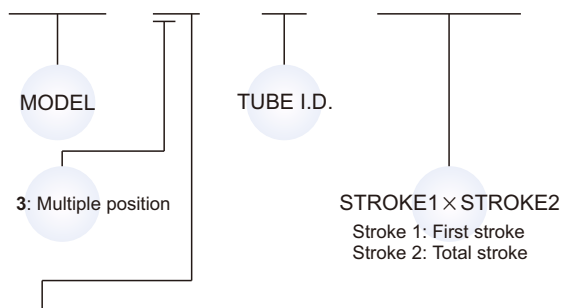 MODEL
TUBE I.D.
3: Multiple position
STROKE1×STROKE2
Stroke 1: First stroke
Stroke 2: Total stroke